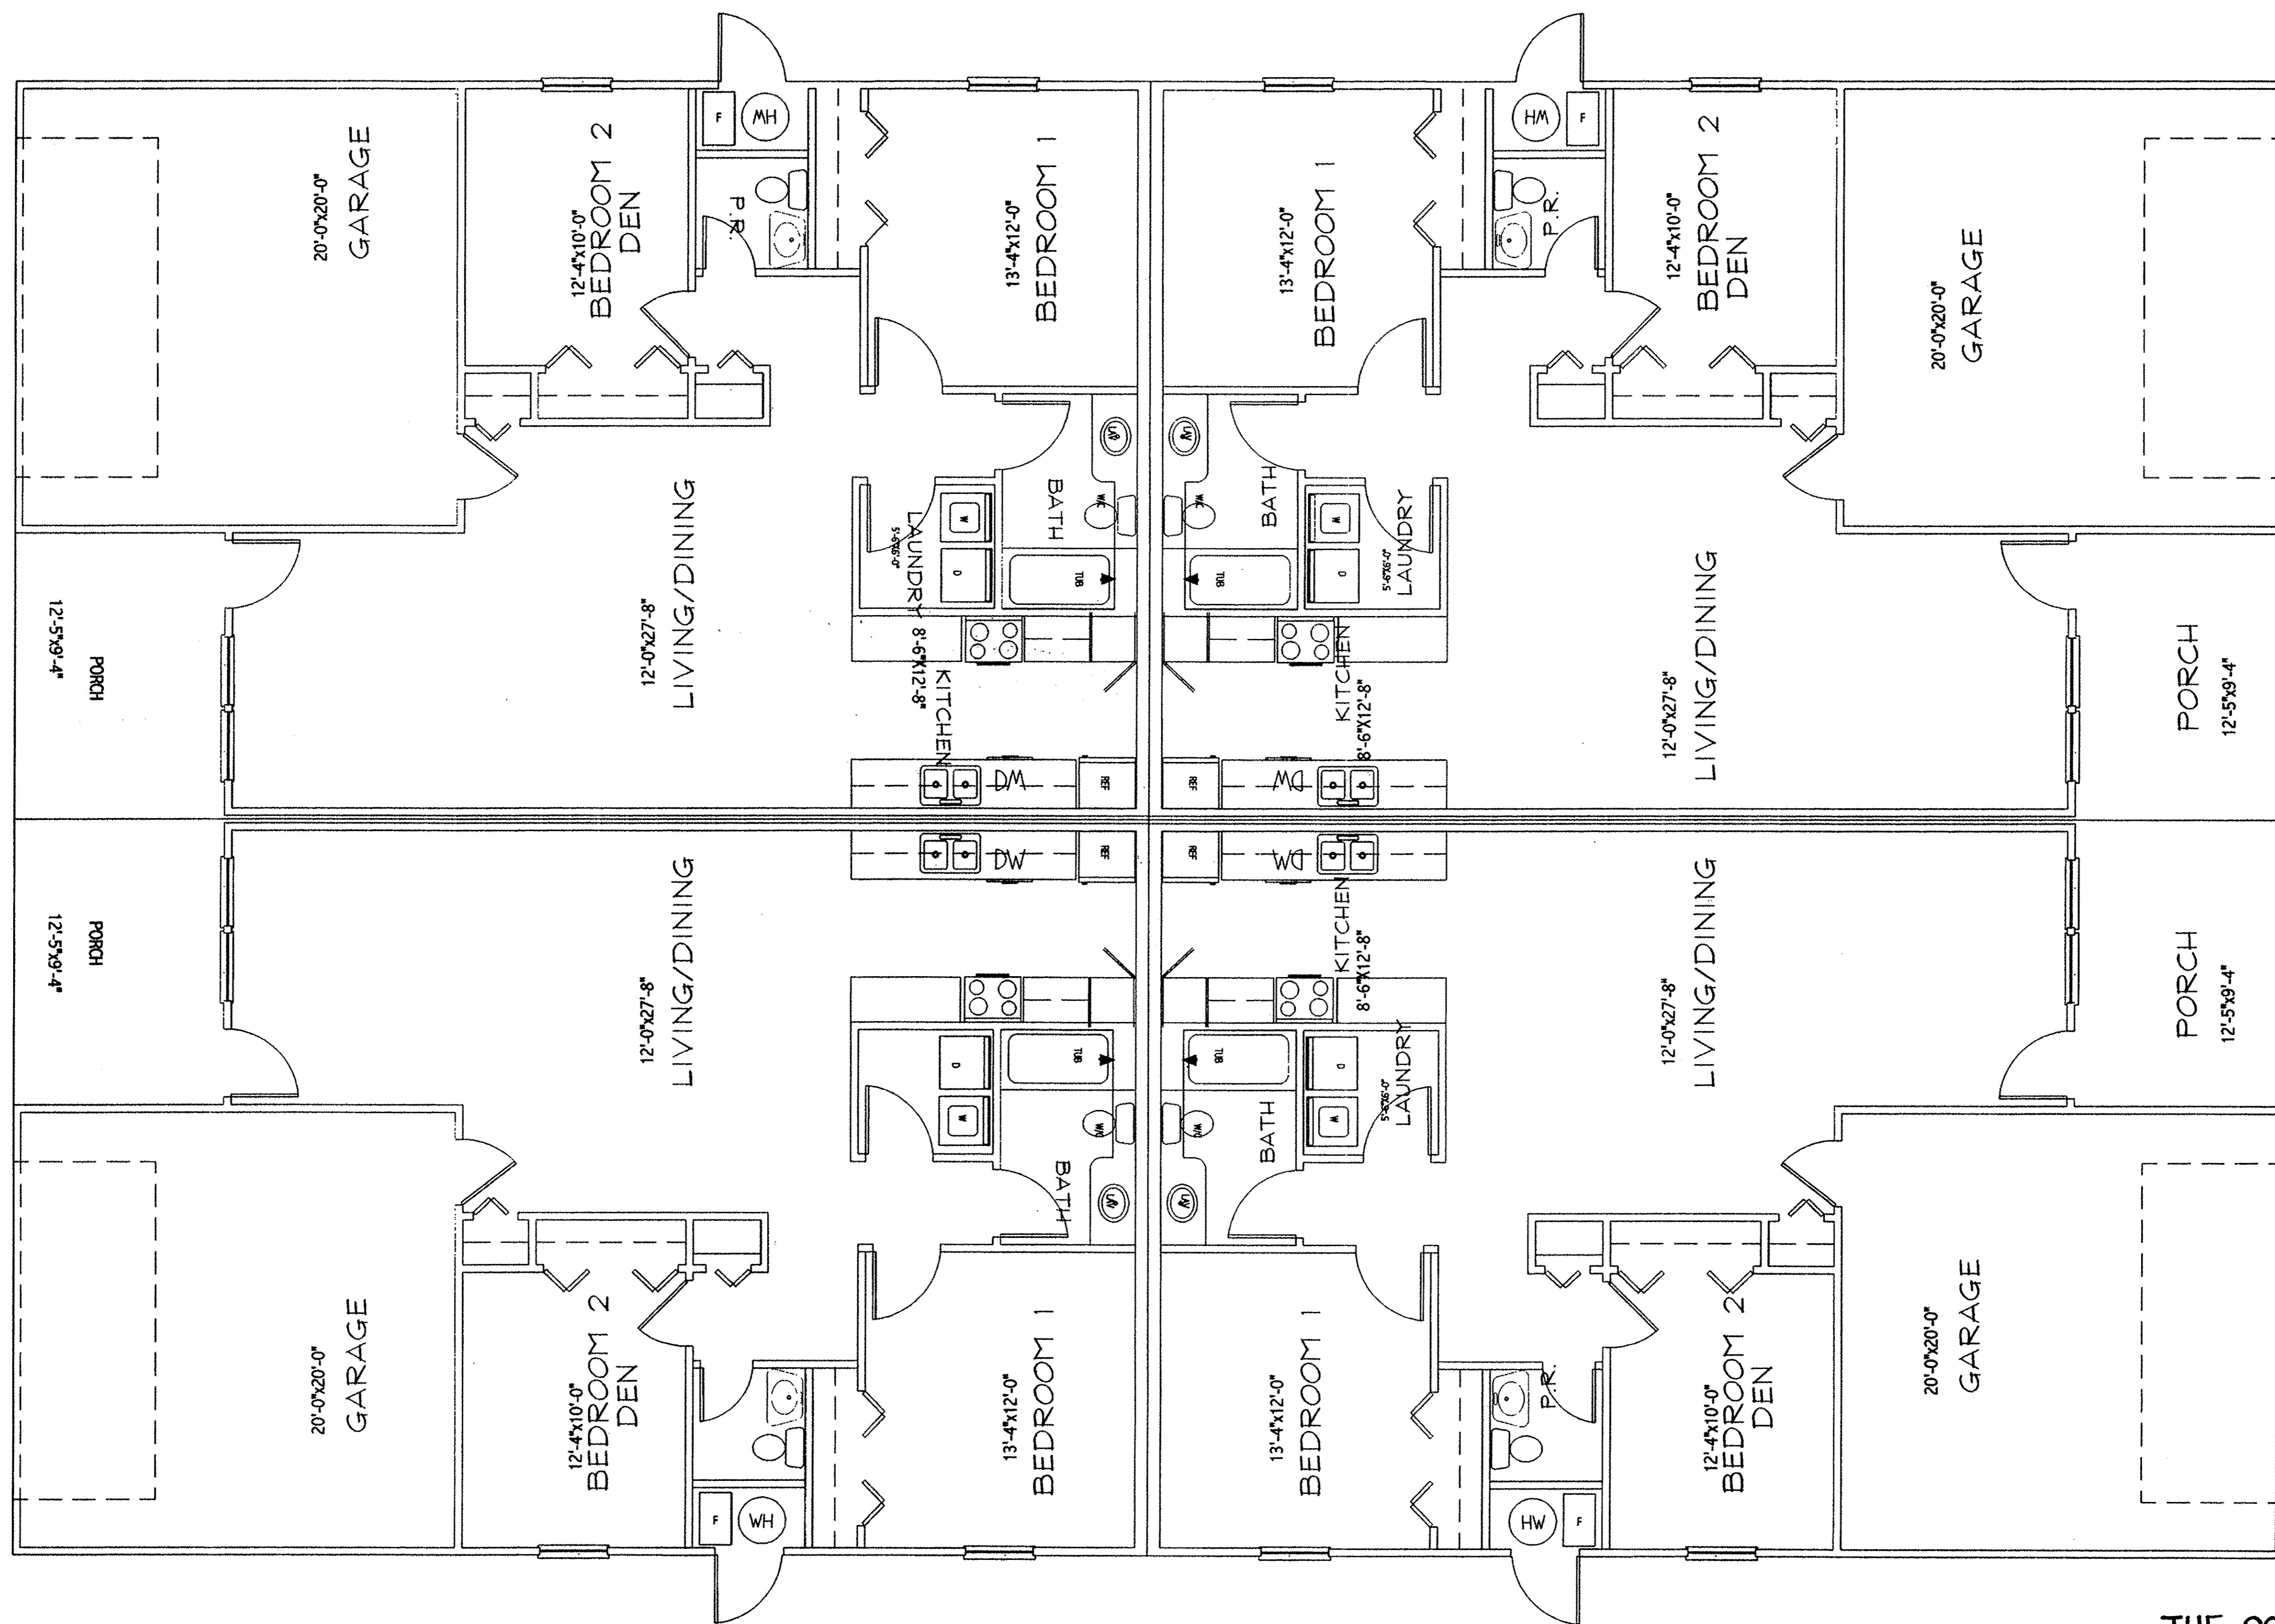 20'-0"x20'-0"
GARAGE
12'-4"x10'-0"
BEDROOM 2
DEN
F
WH
P.R.
13'-4"x12'-0"
BEDROOM 1
13'-4"x12'-0"
BEDROOM 1
P.R.
HW
F
12'-4"x10'-0"
BEDROOM 2
DEN
20'-0"x20'-0"
GARAGE
12'-5"x9'-4"
PORCH
12'-0"x27'-8"
LIVING/DINING
LAUNDRY
5'-6"X6'-0"
W
D
BATH
LAV
W/C
TUB
8'-6"X12'-8"
KITCHEN
DW
REF
LAV
W/C
BATH
TUB
W
D
5'-6"X6'-0"
LAUNDRY
KITCHEN
8'-6"X12'-8"
REF
DW
12'-0"x27'-8"
LIVING/DINING
PORCH
12'-5"x9'-4"
12'-5"x9'-4"
PORCH
12'-0"x27'-8"
LIVING/DINING
DW
REF
D
W
TUB
W/C
BATH
LAV
REF
DW
KITCHEN
8'-6"X12'-8"
TUB
W/C
BATH
LAV
D
W
5'-6"X6'-0"
LAUNDRY
12'-0"x27'-8"
LIVING/DINING
PORCH
12'-5"x9'-4"
20'-0"x20'-0"
GARAGE
12'-4"x10'-0"
BEDROOM 2
DEN
F
WH
13'-4"x12'-0"
BEDROOM 1
13'-4"x12'-0"
BEDROOM 1
P.R.
HW
F
12'-4"x10'-0"
BEDROOM 2
DEN
20'-0"x20'-0"
GARAGE
THE